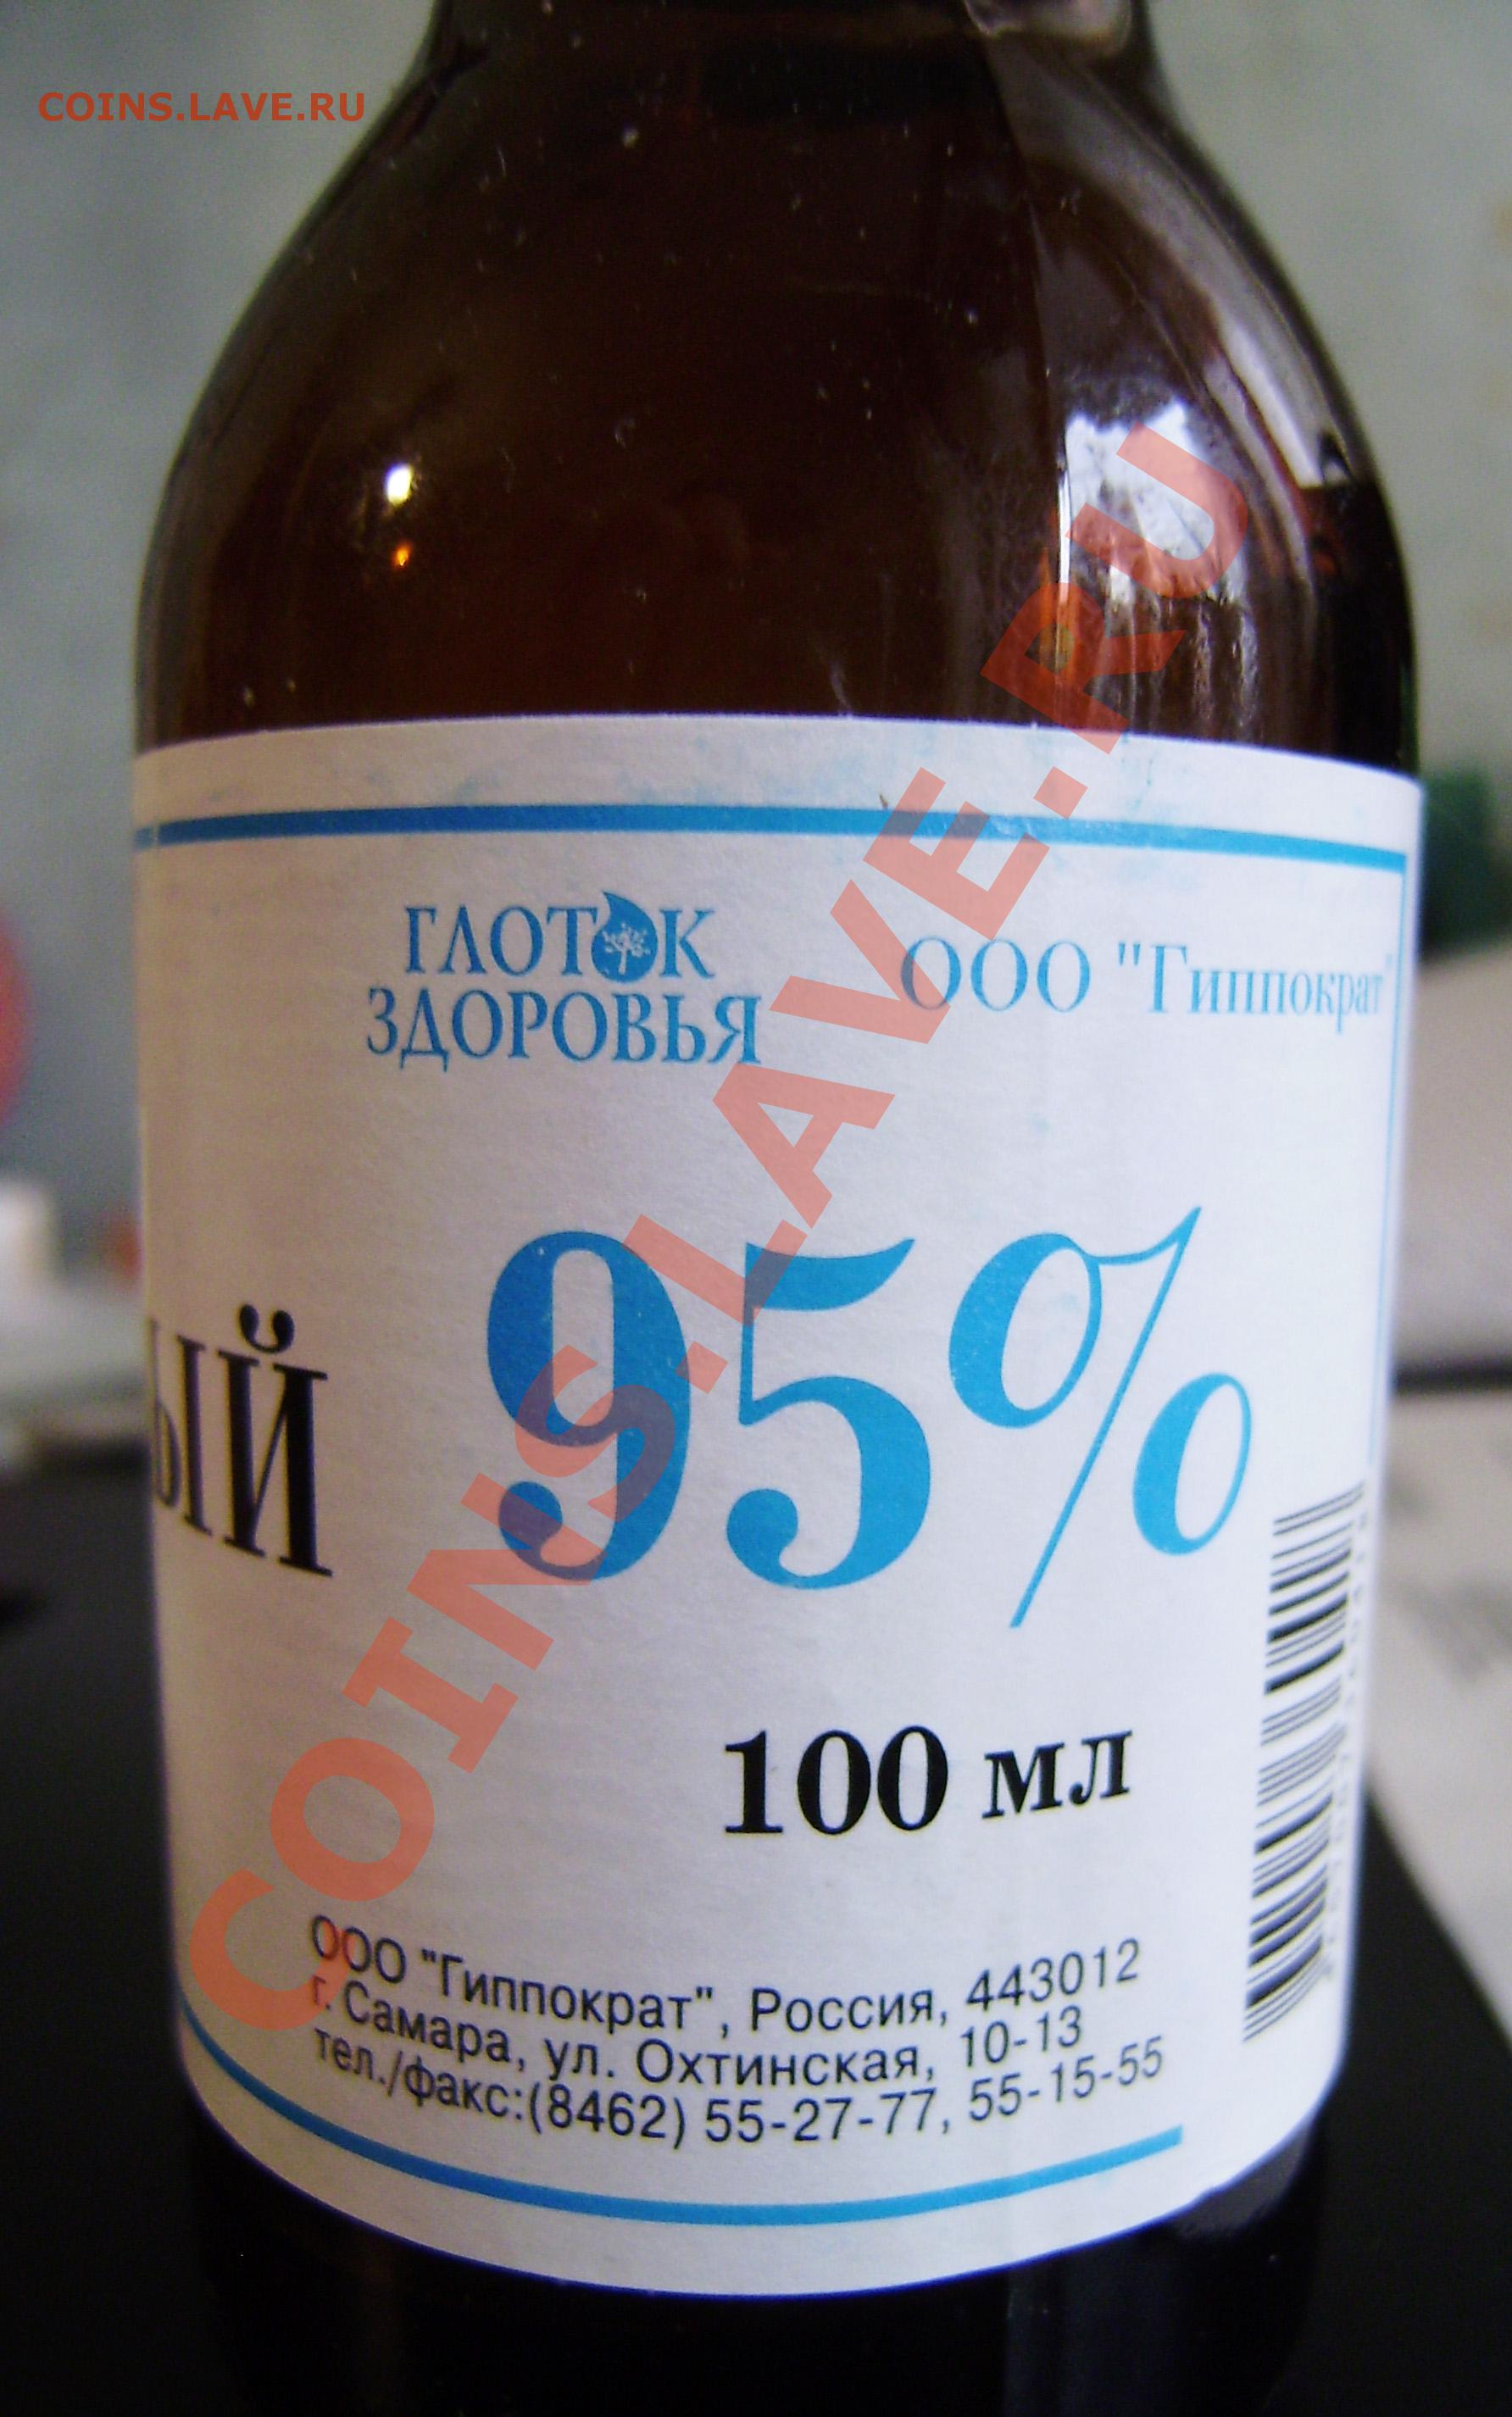 COINS.LAVE.RU
ГЛОТОК
ЗДОРОВЬЯ
ООО "Гиппократ"
95%
100 мл
ООО "Гиппократ", Россия, 443012
г. Самара, ул. Охтинская, 10-13
тел./факс:(8462) 55-27-77, 55-15-55
COINS.LAVE.RU